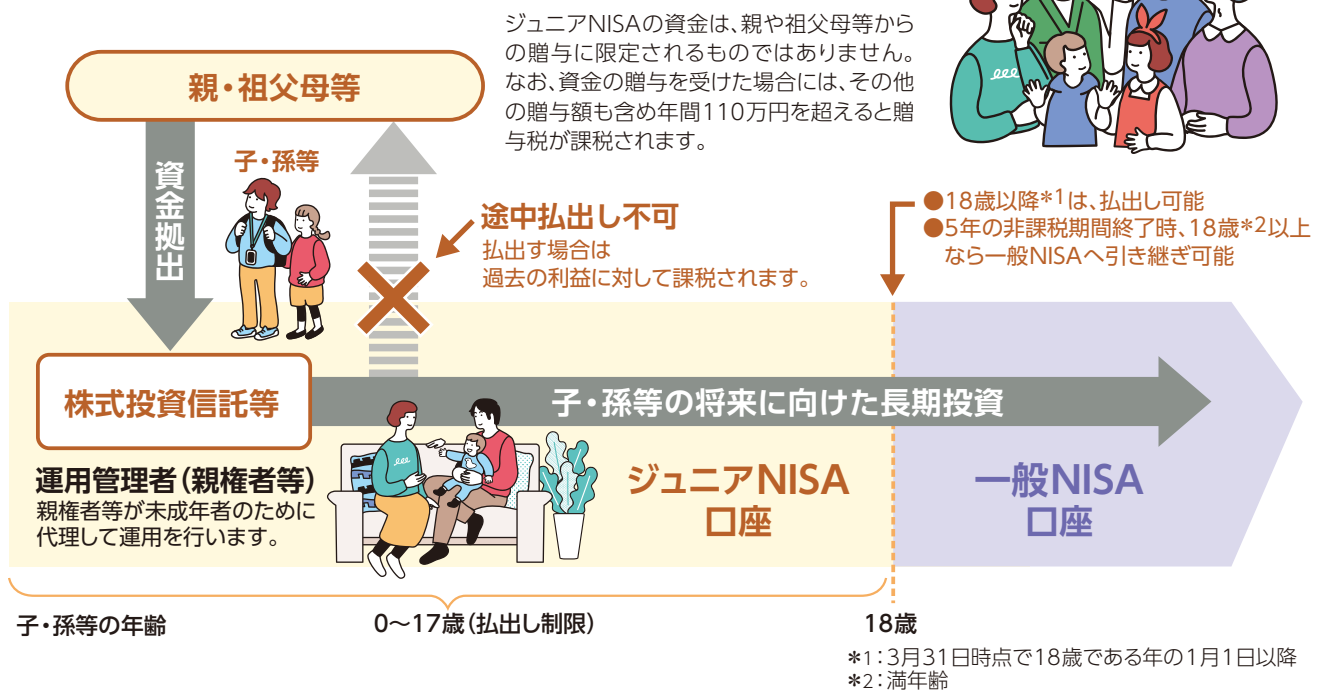 ジュニアNISAの資金は、親や祖父母等から
の贈与に限定されるものではありません。
なお、資金の贈与を受けた場合には、その他
の贈与額も含め年間110万円を超えると贈
与税が課税されます。
親・祖父母等
資金拠出
子・孫等
途中払出し不可
払出す場合は
過去の利益に対して課税されます。
●18歳以降*1は、払出し可能
●5年の非課税期間終了時、18歳*2以上
なら一般NISAへ引き継ぎ可能
株式投資信託等
子・孫等の将来に向けた長期投資
運用管理者(親権者等)
親権者等が未成年者のために
代理して運用を行います。
ジュニアNISA
口座
一般NISA
口座
子・孫等の年齢
0～17歳(払出し制限)
18歳
*1：3月31日時点で18歳である年の1月1日以降
*2：満年齢